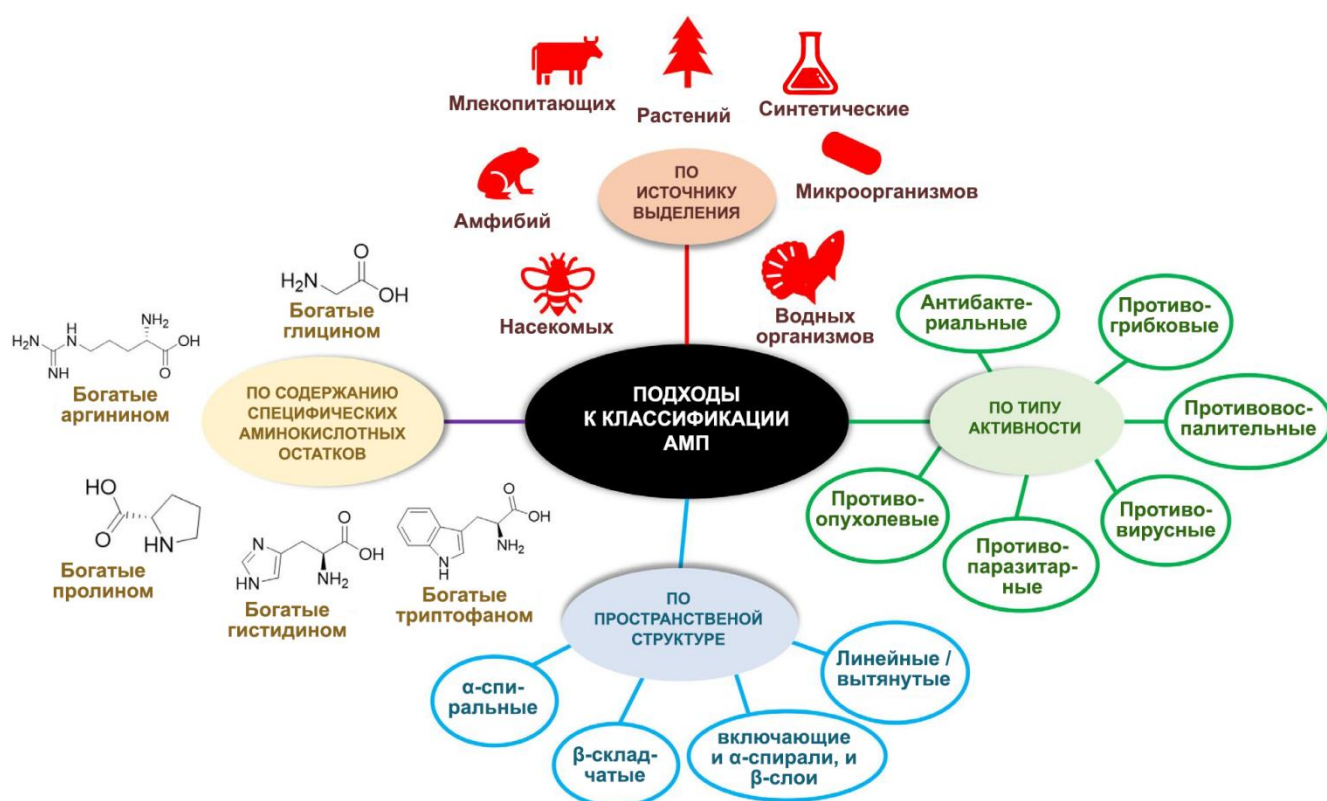 Млекопитающих
Растений
Синтетические
Амфибий
ПО
ИСТОЧНИКУ
ВЫДЕЛЕНИЯ
Микроорганизмов
Насекомых
Водных
организмов
H₂N
O
OH
Богатые
глицином
H₂N
H
N
NH
NH₂
O
OH
Богатые
аргинином
ПО СОДЕРЖАНИЮ
СПЕЦИФИЧЕСКИХ
АМИНОКИСЛОТНЫХ
ОСТАТКОВ
HO
O
HN
Богатые
пролином
N
HN
O
OH
NH₂
Богатые
гистидином
O
OH
NH₂
N
H
Богатые
триптофаном
ПОДХОДЫ
К КЛАССИФИКАЦИИ
АМП
Антибакте-
риальные
Противо-
грибковые
ПО ТИПУ
АКТИВНОСТИ
Противовос-
палительные
Противо-
опухолевые
Противо-
паразитар-
ные
Противо-
вирусные
ПО
ПРОСТРАНСТВЕНОЙ
СТРУКТУРЕ
α-спи-
ральные
β-склад-
чатые
включающие
и α-спирали, и
β-слои
Линейные /
вытянутые